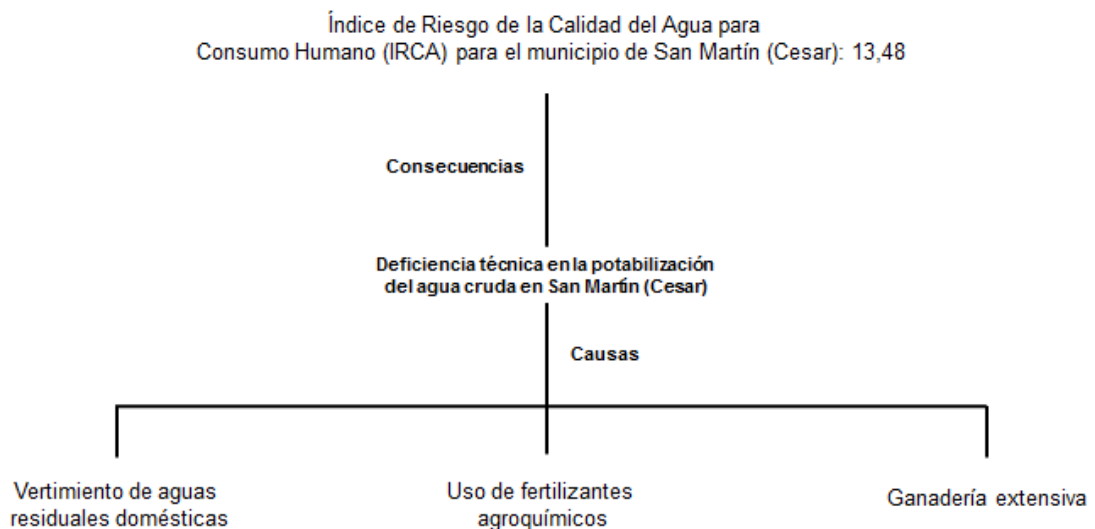 Índice de Riesgo de la Calidad del Agua para
Consumo Humano (IRCA) para el municipio de San Martín (Cesar): 13,48
Consecuencias
Deficiencia técnica en la potabilización
del agua cruda en San Martín (Cesar)
Causas
Vertimiento de aguas
residuales domésticas
Uso de fertilizantes
agroquímicos
Ganadería extensiva